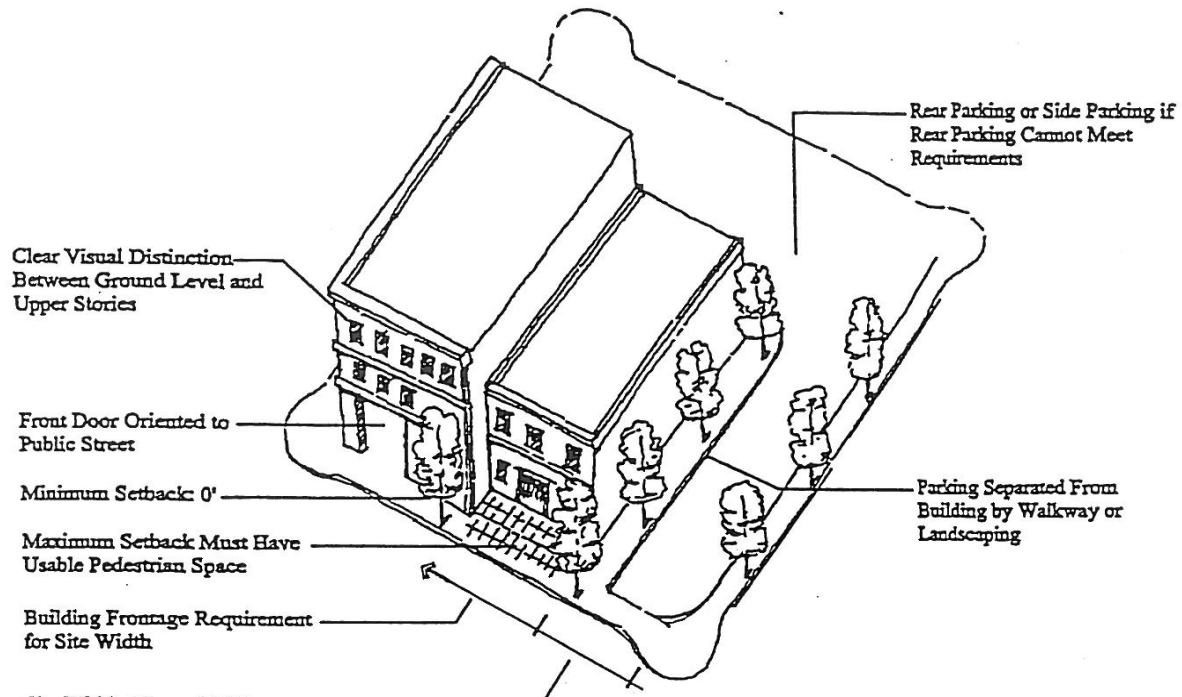 Rear Parking or Side Parking if
Rear Parking Cannot Meet
Requirements
Clear Visual Distinction
Between Ground Level and
Upper Stories
Front Door Oriented to
Public Street
Minimum Setback: 0'
Parking Separated From
Building by Walkway or
Landscaping
Maximum Setback Must Have
Usable Pedestrian Space
Building Frontage Requirement
for Site Width